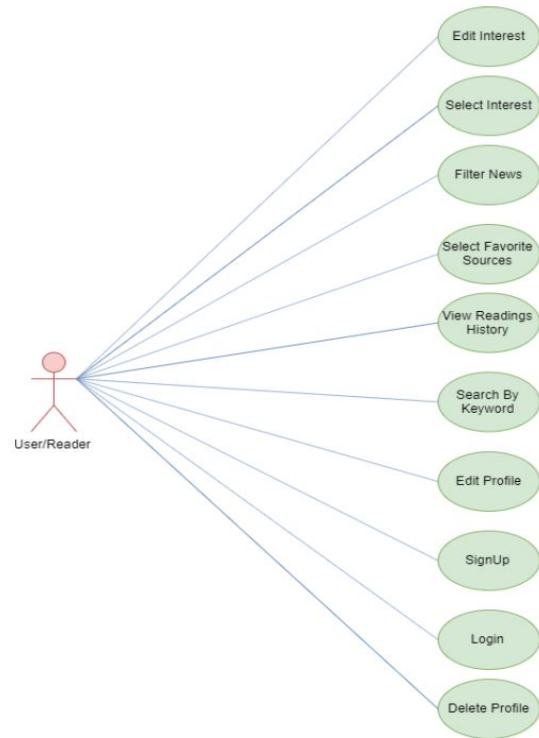 Edit Interest
Select Interest
Filter News
Select Favorite
Sources
View Readings
History
Search By
Keyword
User/Reader
Edit Profile
SignUp
Login
Delete Profile